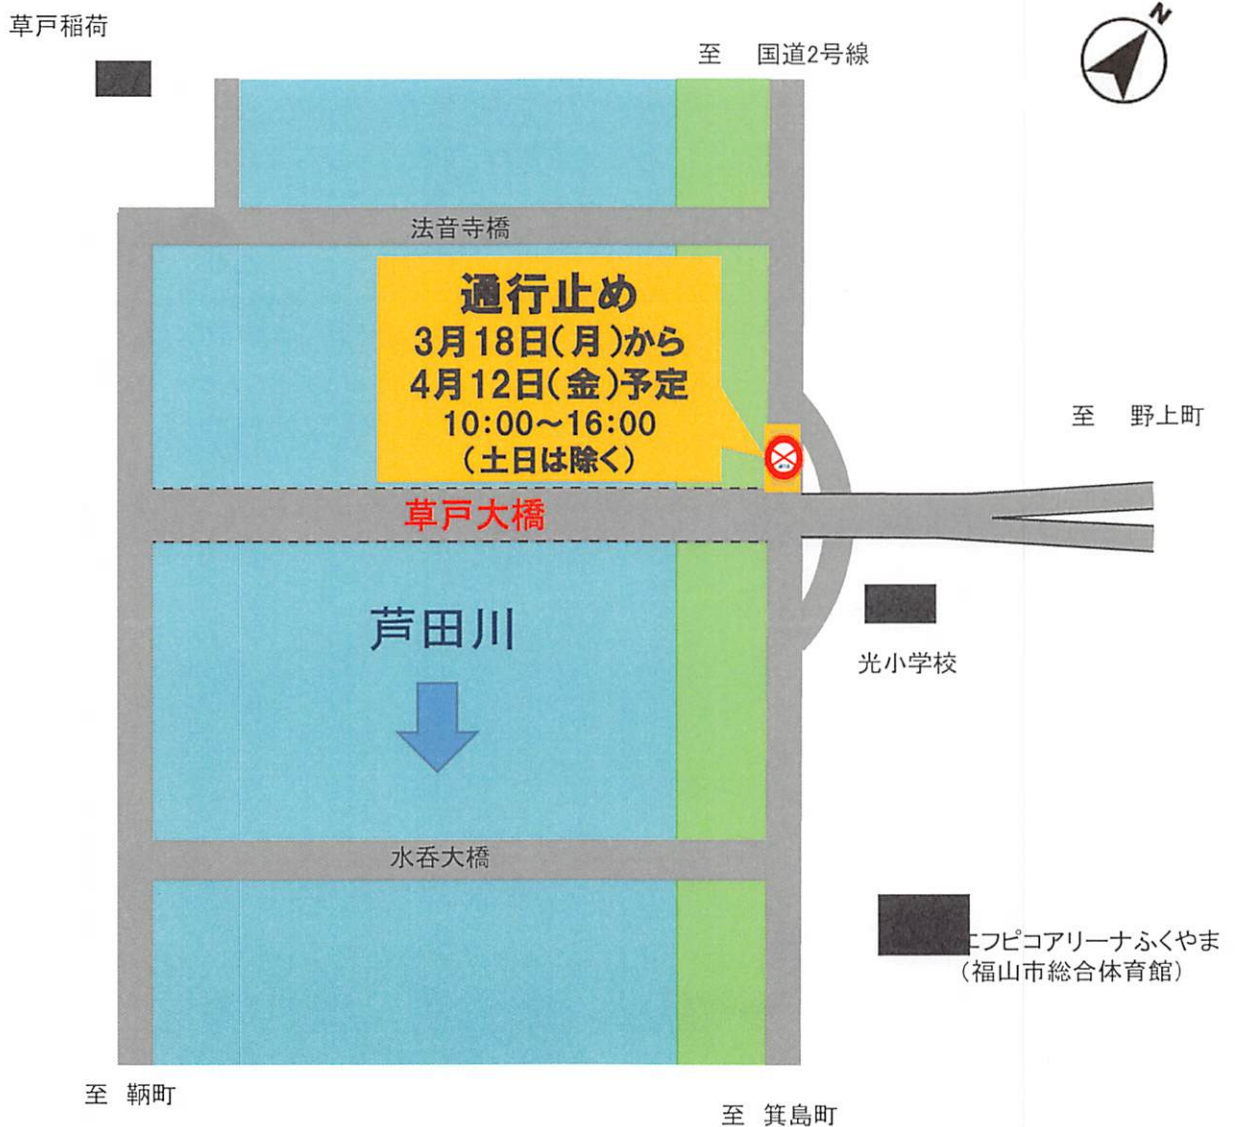 草戸稲荷
至 国道2号線
N
法音寺橋
通行止め
3月18日(月)から
4月12日(金)予定
10:00～16:00
(土日は除く)
至 野上町
草戸大橋
芦田川
光小学校
水呑大橋
エフピコアリーナふくやま
(福山市総合体育館)
至 鞆町
至 箕島町